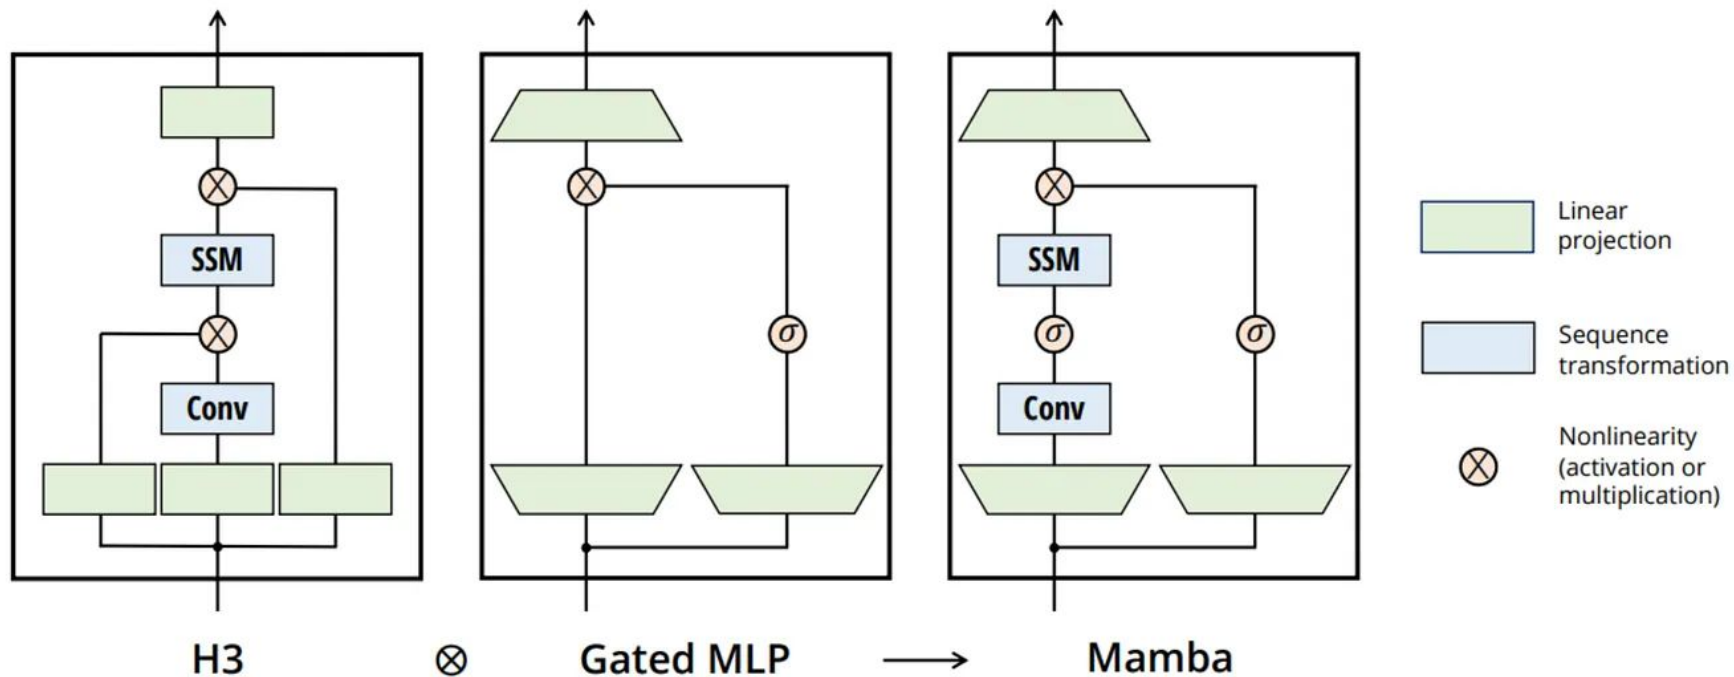 SSM
Conv
σ
SSM
σ
σ
Conv
Linear
projection
Sequence
transformation
Nonlinearity
(activation or
multiplication)
H3 ⊗ Gated MLP → Mamba